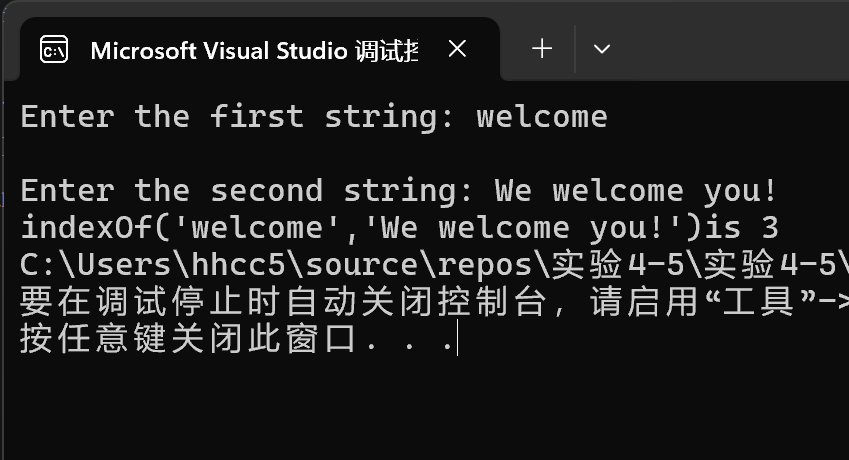 Microsoft Visual Studio 调试控
Enter the first string: welcome
Enter the second string: We welcome you!
indexOf('welcome','We welcome you!')is 3
C:\Users\hhcc5\source\repos\实验4-5\实验4-5\
要在调试停止时自动关闭控制台，请启用“工具”->
按任意键关闭此窗口. . .